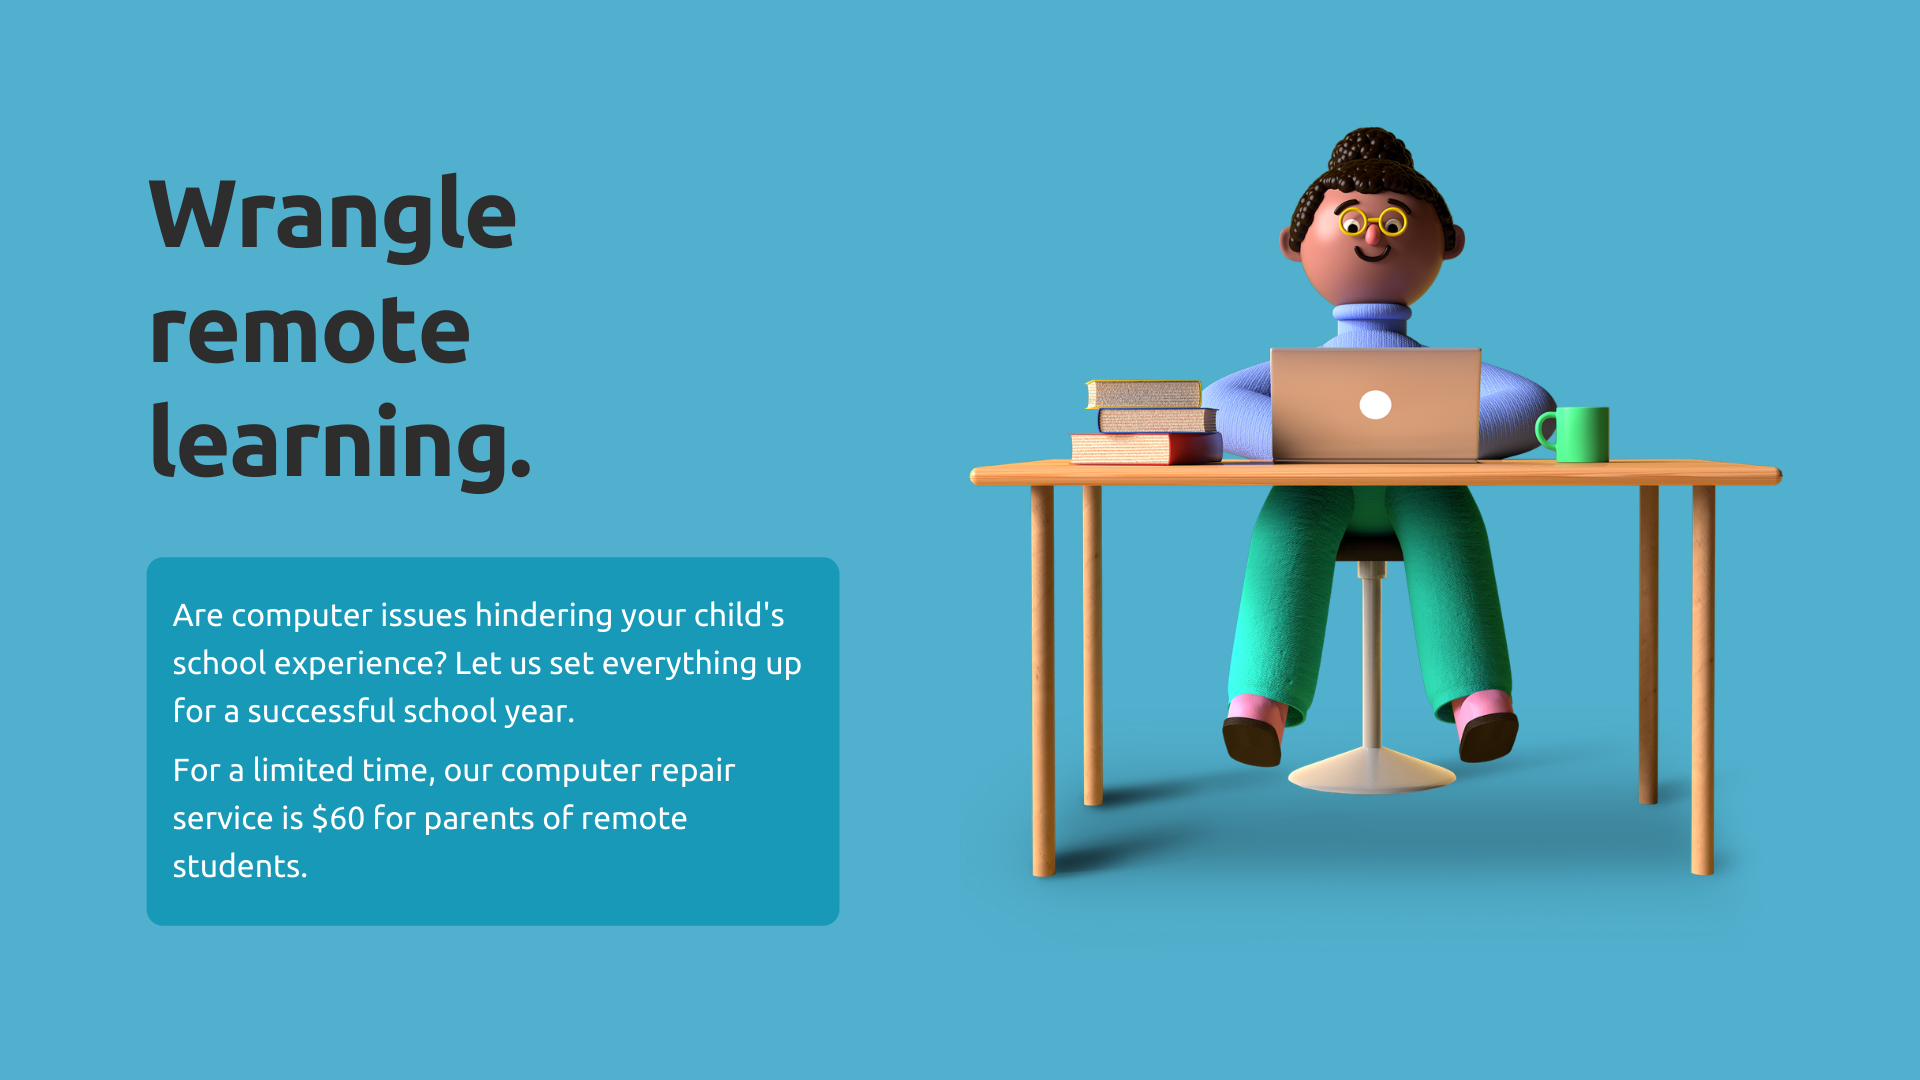 Wrangle
remote
learning.
Are computer issues hindering your child's
school experience? Let us set everything up
for a successful school year.
For a limited time, our computer repair
service is $60 for parents of remote
students.